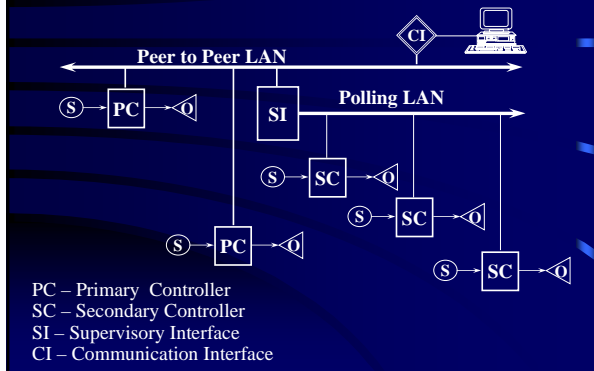 CI
Peer to Peer LAN
S PC O
SI
Polling LAN
S SC O
S SC O
S PC O
S SC O
PC – Primary Controller
SC – Secondary Controller
SI – Supervisory Interface
CI – Communication Interface